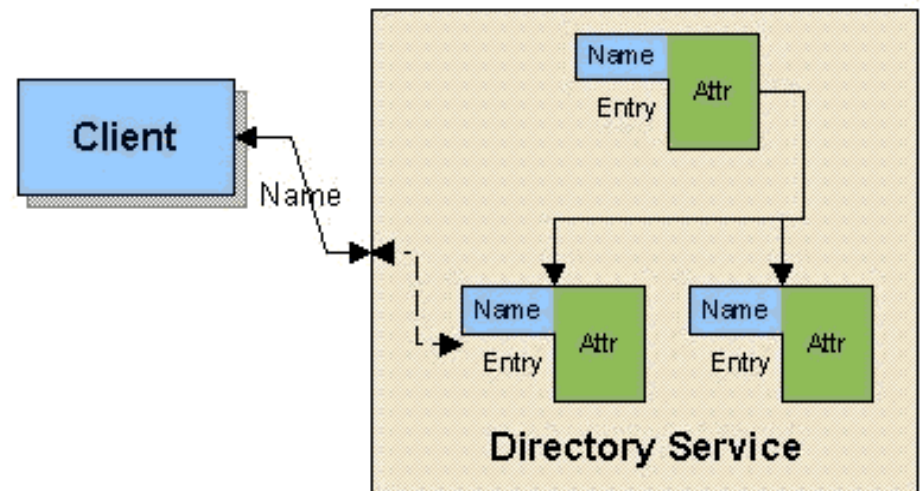 Name
Attr
Entry
Client
Name
Name
Attr
Entry
Name
Attr
Entry
Directory Service